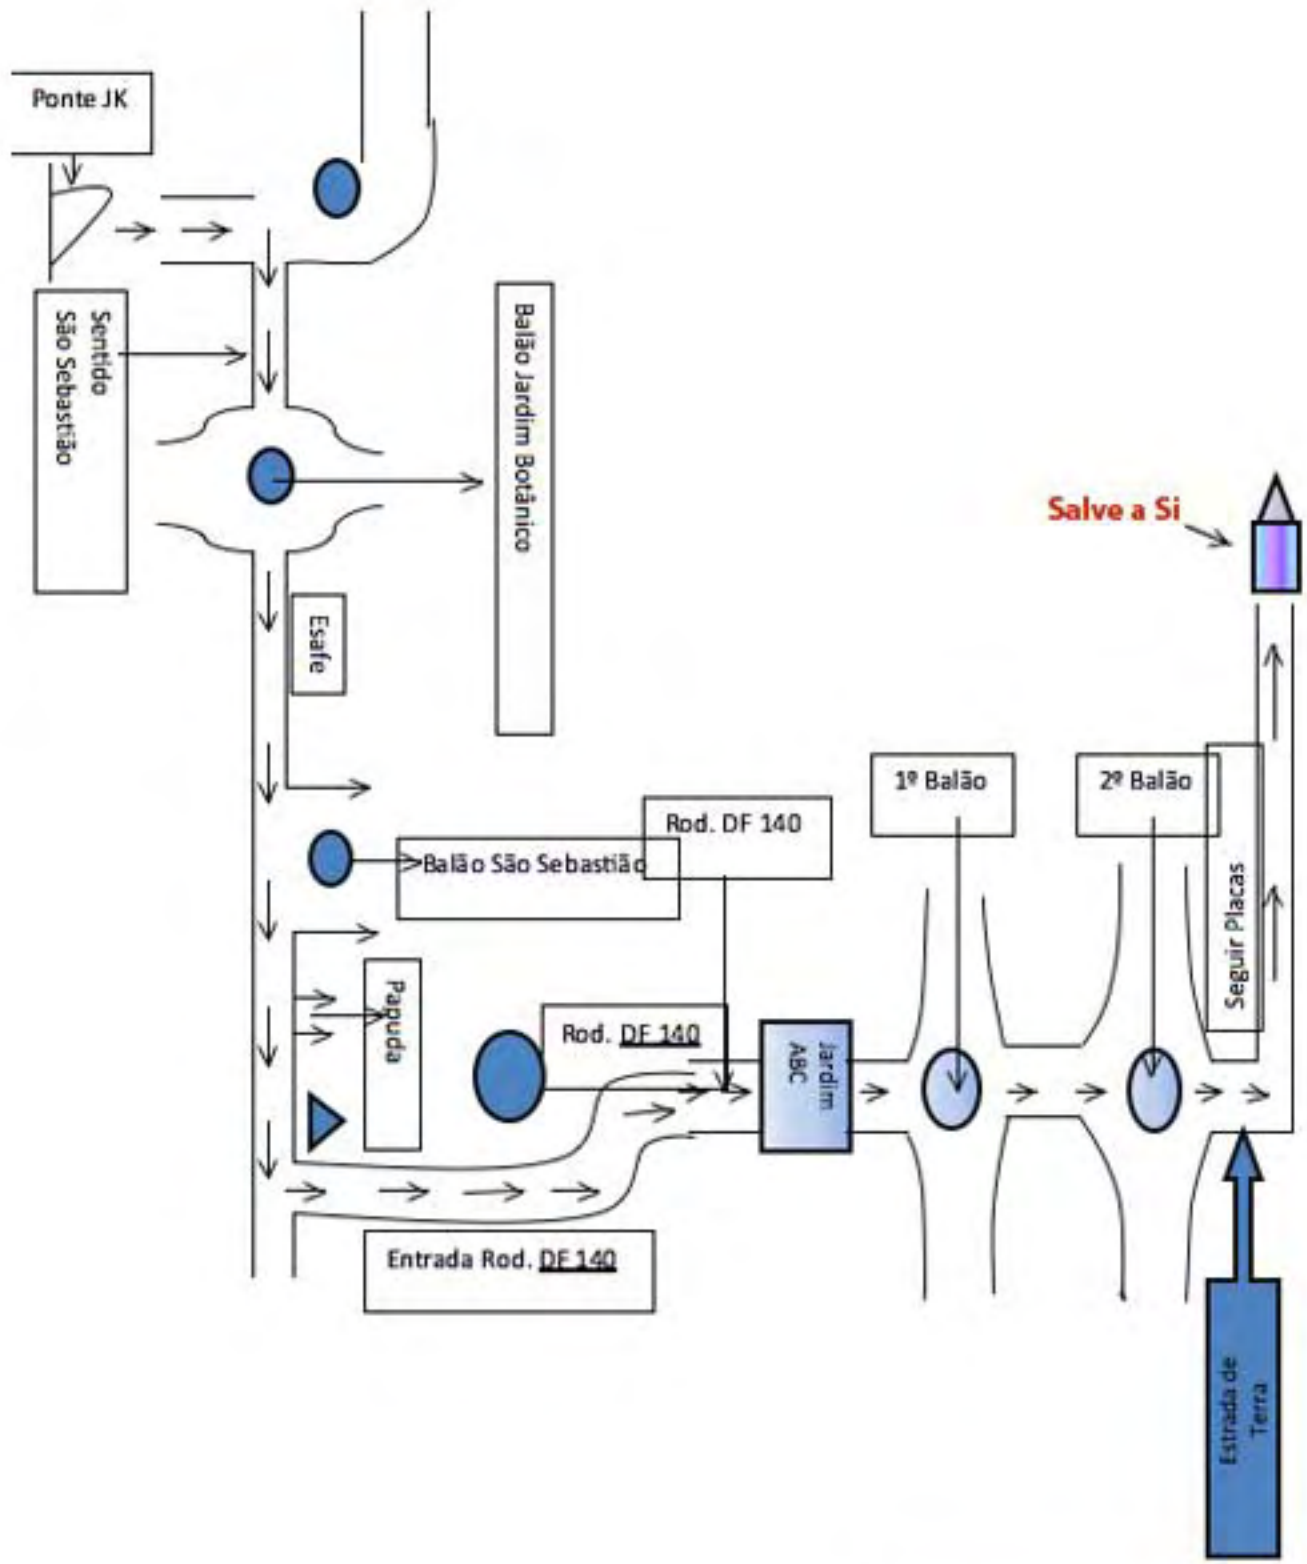 Ponte JK
Sentido
São Sebastião
Balão Jardim Botânico
Esafe
Salve a Si
1º Balão
2º Balão
Rod. DF 140
Balão São Sebastião
Seguir Placas
Papuda
Rod. DF 140
Jardim
ABC
Entrada Rod. DF 140
Estrada de
Terra